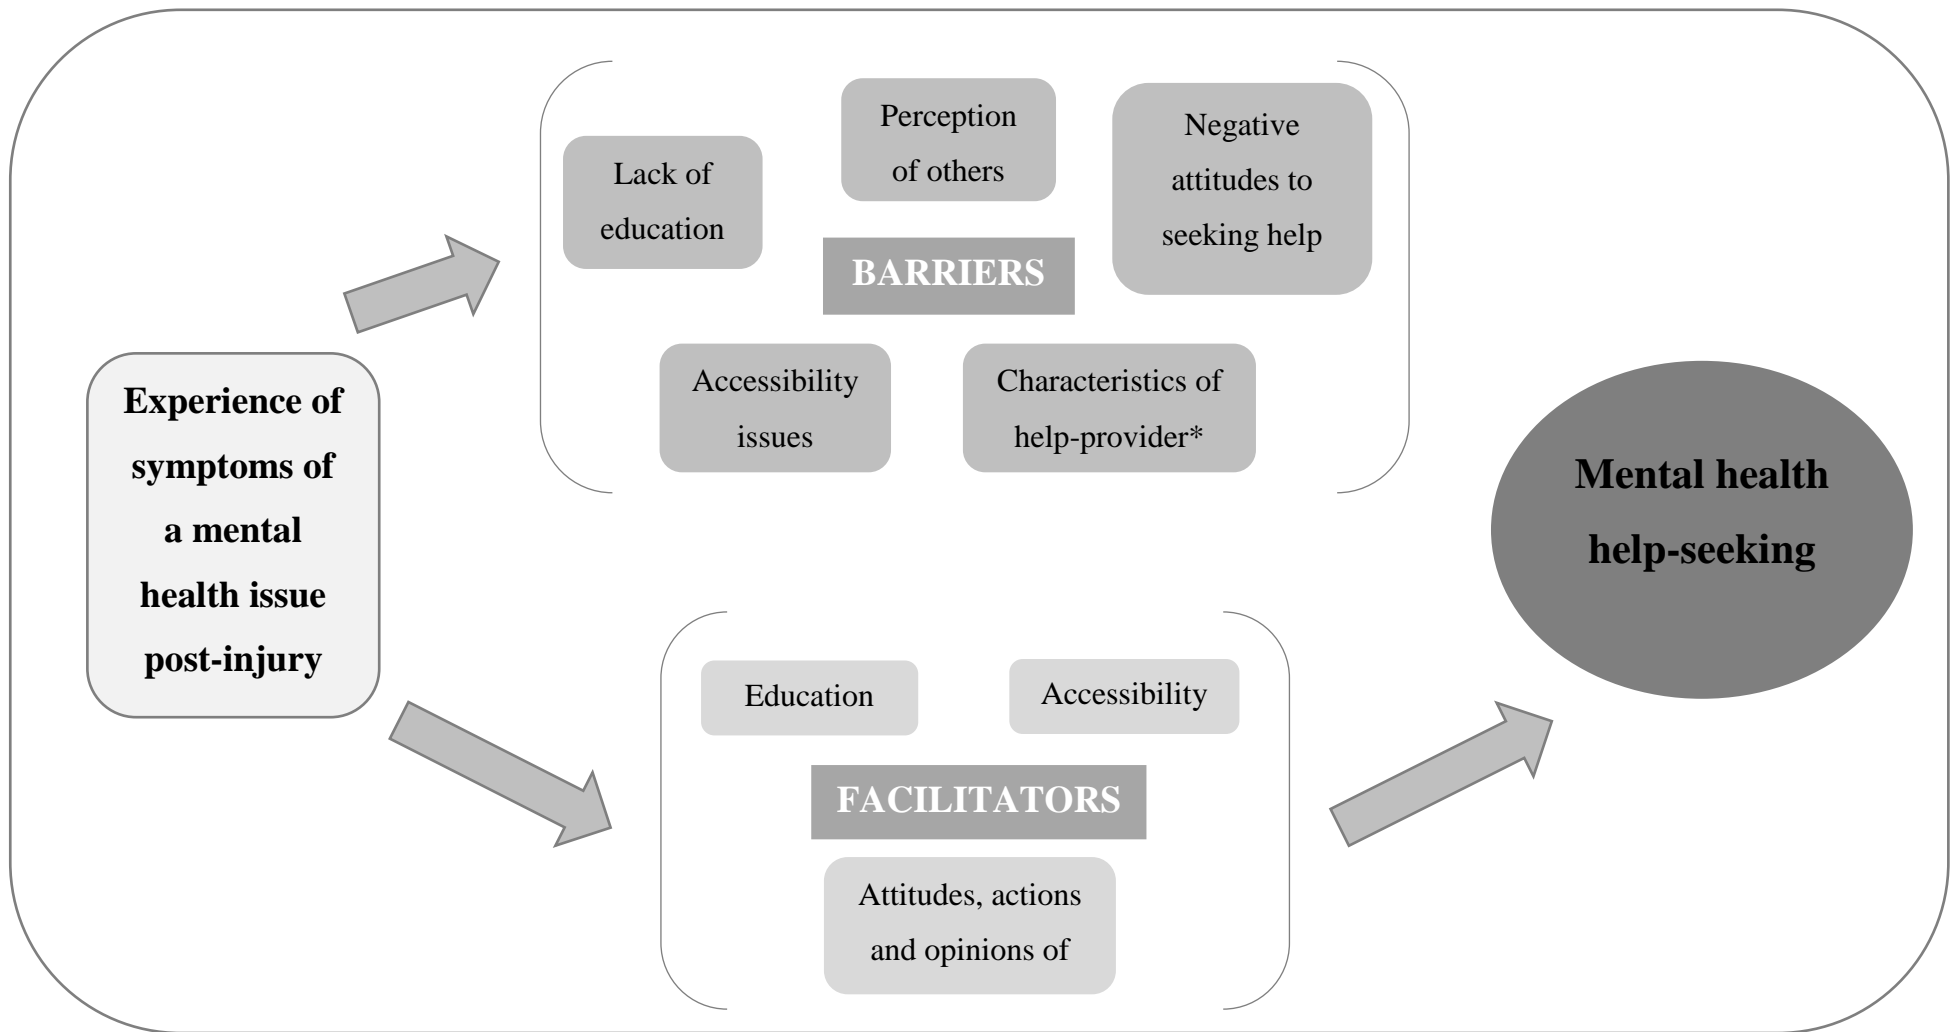 Experience of
symptoms of
a mental
health issue
post-injury
Lack of
education
Perception
of others
Negative
attitudes to
seeking help
BARRIERS
Accessibility
issues
Characteristics of
help-provider*
Education
Accessibility
FACILITATORS
Attitudes, actions
and opinions of
Mental health
help-seeking